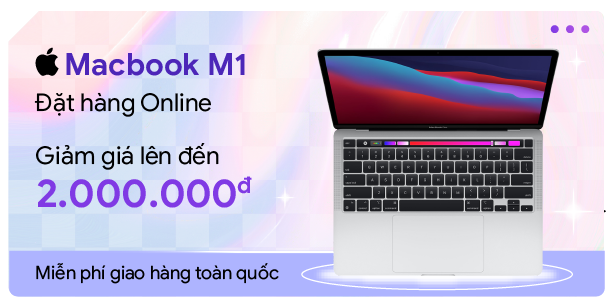 Macbook M1
Đặt hàng Online
Giảm giá lên đến
2.000.000đ
Miễn phí giao hàng toàn quốc